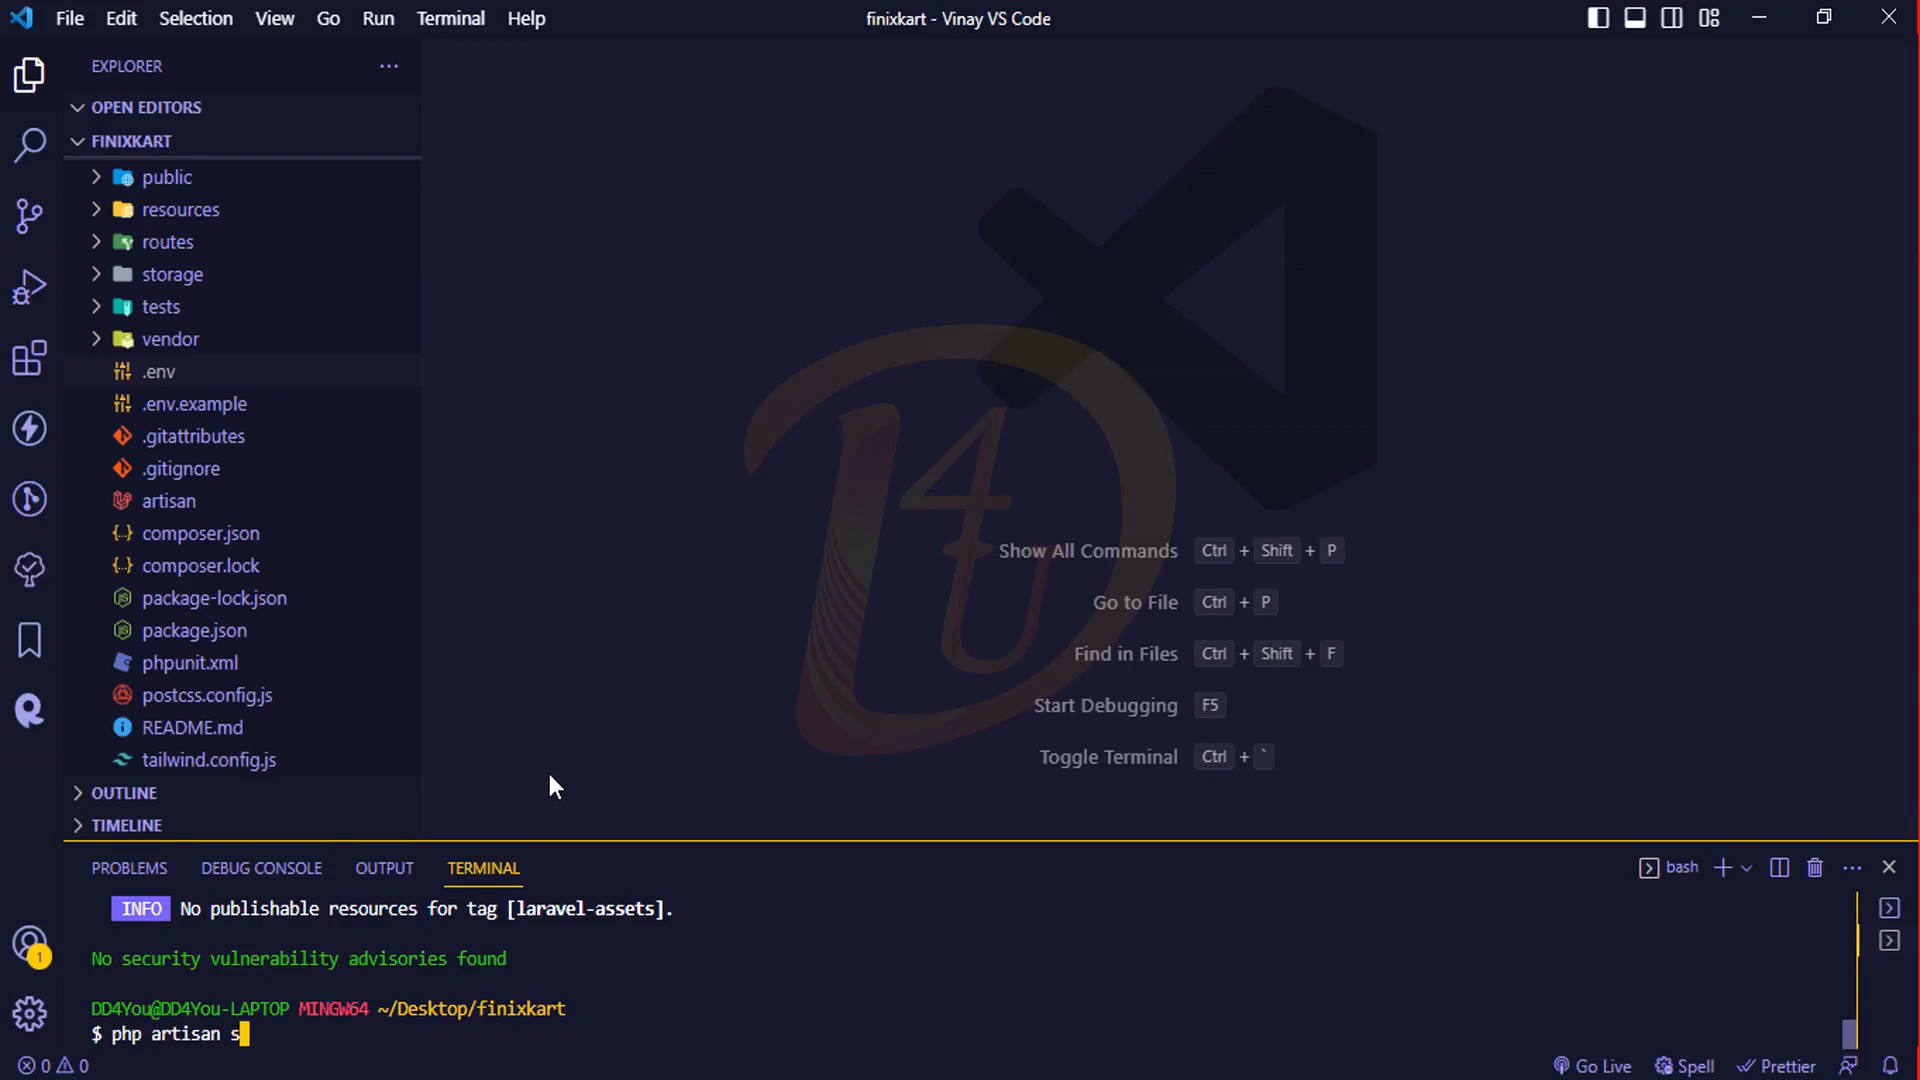 File Edit Selection View Go Run Terminal Help
finixkart - Vinay VS Code
EXPLORER
OPEN EDITORS
FINIXKART
public
resources
routes
storage
tests
vendor
.env
.env.example
.gitattributes
.gitignore
artisan
composer.json
composer.lock
package-lock.json
package.json
phpunit.xml
postcss.config.js
README.md
tailwind.config.js
OUTLINE
TIMELINE
D4U
Show All Commands Ctrl + Shift + P
Go to File Ctrl + P
Find in Files Ctrl + Shift + F
Start Debugging F5
Toggle Terminal Ctrl + `
PROBLEMS DEBUG CONSOLE OUTPUT TERMINAL
bash
INFO No publishable resources for tag [laravel-assets].
No security vulnerability advisories found
DD4You@DD4You-LAPTOP MINGW64 ~/Desktop/finixkart
$ php artisan s
1
0 0
Go Live Spell Prettier